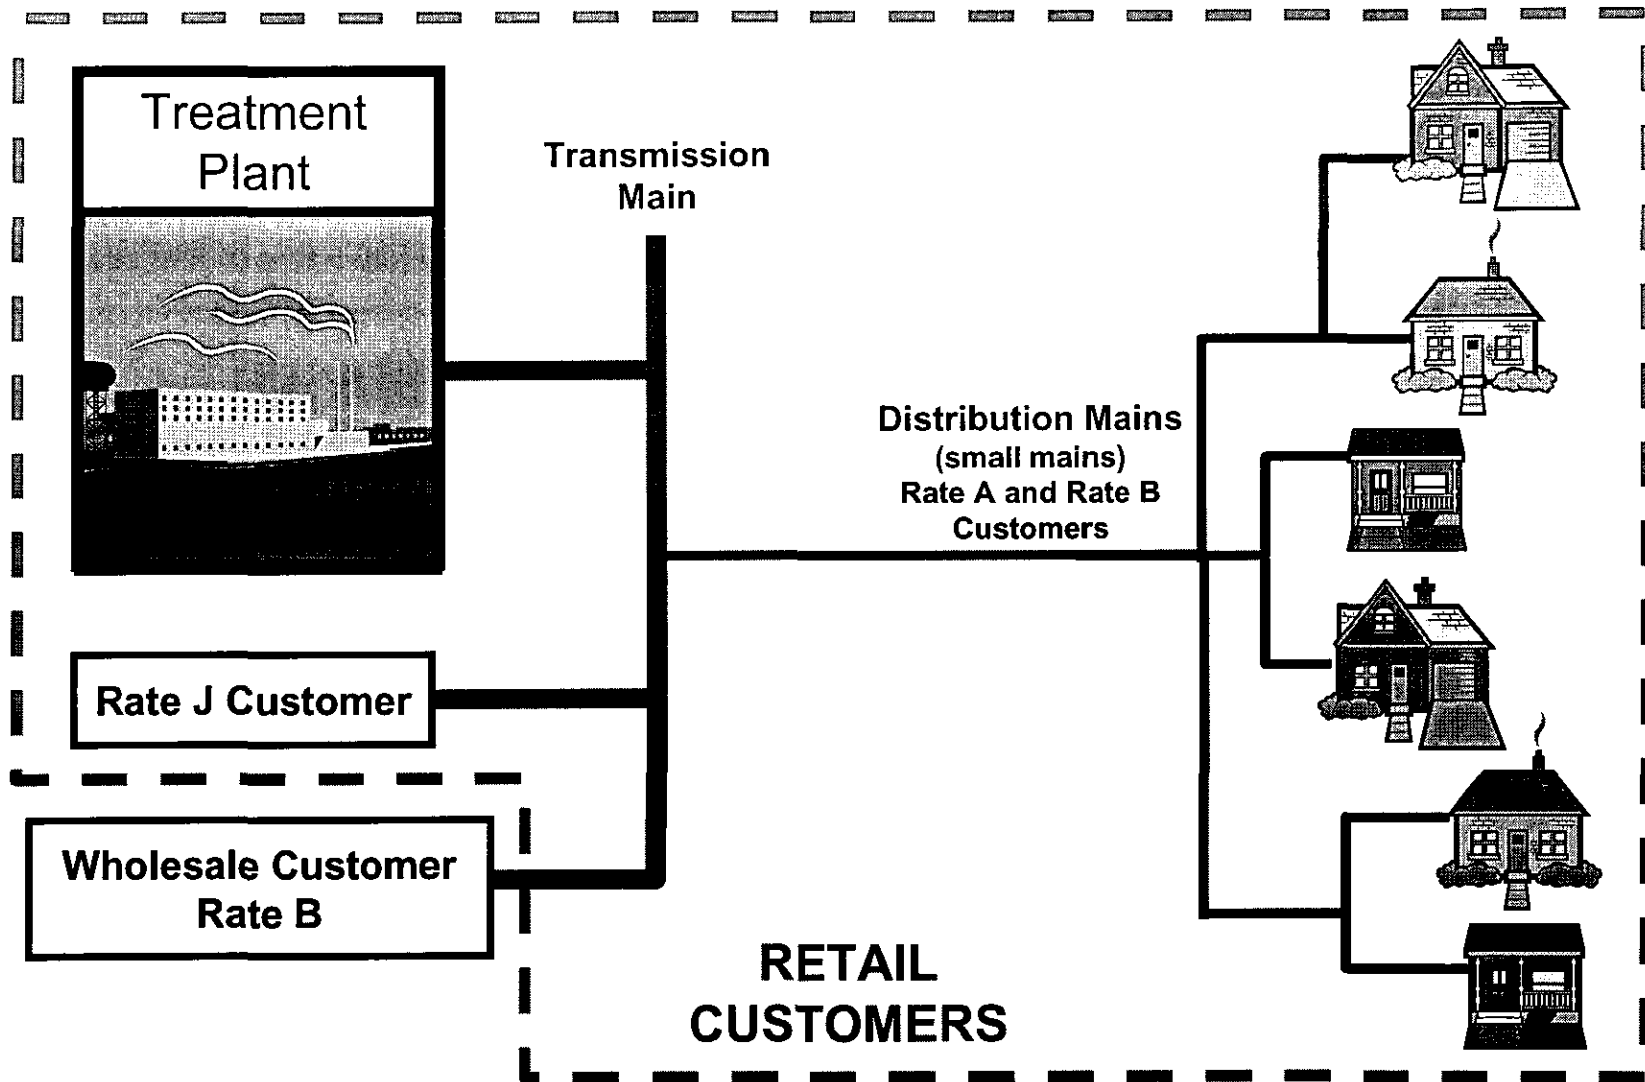 Treatment
Plant
Transmission
Main
Distribution Mains
(small mains)
Rate A and Rate B
Customers
Rate J Customer
Wholesale Customer
Rate B
RETAIL
CUSTOMERS